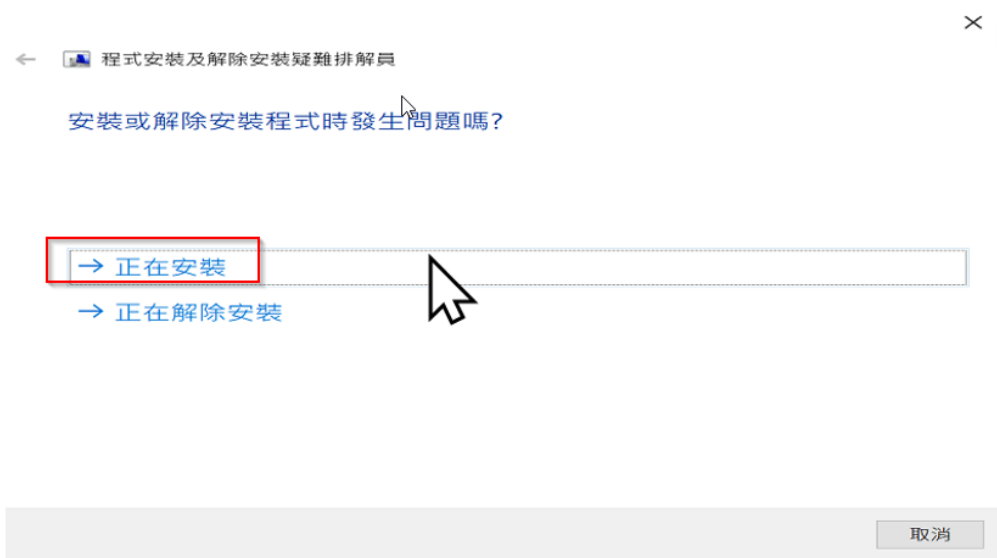 程式安裝及解除安裝疑難排解員
安裝或解除安裝程式時發生問題嗎?
→ 正在安裝
→ 正在解除安裝
取消